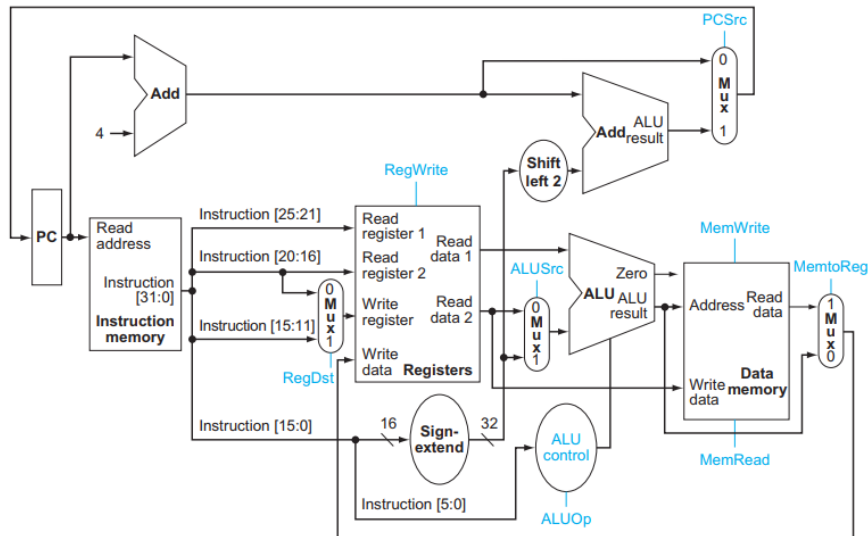 PCSrc
0
M
u
x
1
Add
4
ALU
Add result
Shift
left 2
RegWrite
PC
Read
address
Instruction
[31:0]
Instruction
memory
Instruction [25:21]
Instruction [20:16]
Instruction [15:11]
0
M
u
x
1
RegDst
Read
register 1
Read
register 2
Write
register
Write
data
Read
data 1
Read
data 2
Registers
ALUSrc
0
M
u
x
1
Zero
ALU ALU
result
MemWrite
Address
Read
data
Write
data
Data
memory
MemRead
MemtoReg
1
M
u
x
0
Instruction [15:0]
16
Sign-
extend
32
ALU
control
Instruction [5:0]
ALUOp